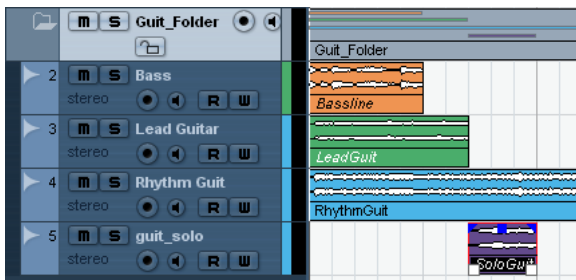 m S Guit_Folder
Guit_Folder
2 m S Bass
stereo R W
Bassline
3 m S Lead Guitar
stereo R W
LeadGuit
4 m S Rhythm Guit
stereo R W
RhythmGuit
5 m S guit_solo
stereo R W
SoloGuit